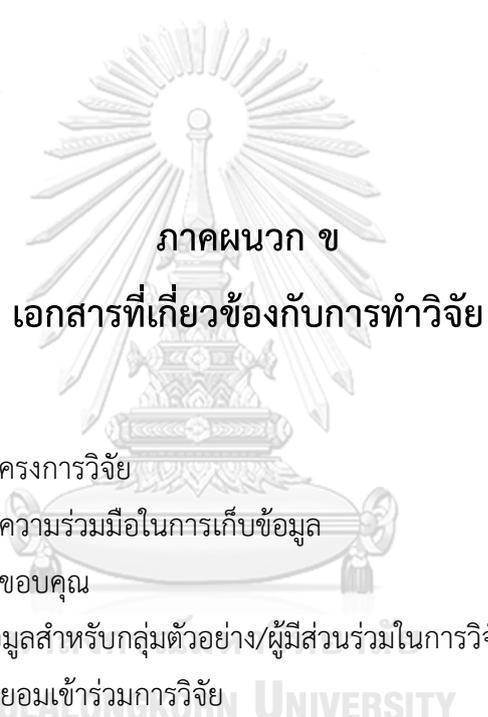 ภาคผนวก ข
เอกสารที่เกี่ยวข้องกับการทำวิจัย
ครงการวิจัย
ความร่วมมือในการเก็บข้อมูล
ขอบคุณ
มูลสำหรับกลุ่มตัวอย่าง/ผู้มีส่วนร่วมในการวิจั
ยอมเข้าร่วมการวิจัย
UNIVERSITY